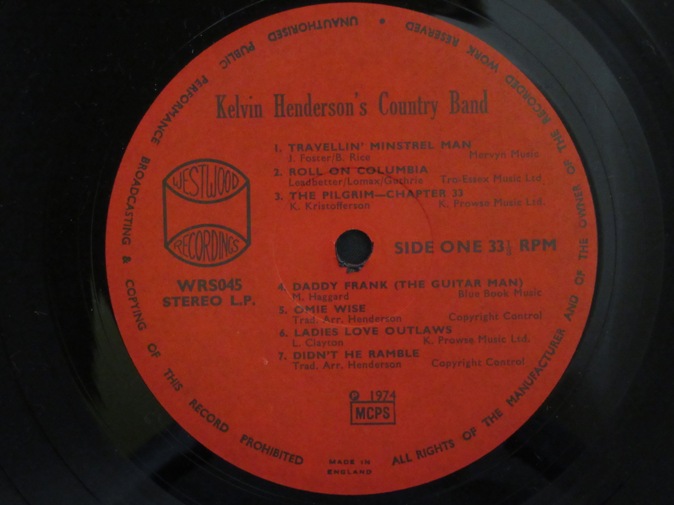 UNAUTHORISED PUBLIC PERFORMANCE BROADCASTING & COPYING OF THIS RECORD PROHIBITED
ALL RIGHTS OF THE MANUFACTURER AND OF THE OWNER OF THE RECORDED WORK RESERVED •
Kelvin Henderson's Country Band
1. TRAVELLIN' MINSTREL MAN
J. Foster/B. Rice Mervyn Music
2. ROLL ON COLUMBIA
Leadbetter/Lomax/Guthrie Tro-Essex Music Ltd.
3. THE PILGRIM—CHAPTER 33
K. Kristofferson K. Prowse Music Ltd.
WESTWOOD
RECORDINGS
SIDE ONE 33⅓ RPM
WRS045
STEREO L.P.
4. DADDY FRANK (THE GUITAR MAN)
M. Haggard Blue Book Music
5. OMIE WISE
Trad. Arr. Henderson Copyright Control
6. LADIES LOVE OUTLAWS
L. Clayton K. Prowse Music Ltd.
7. DIDN'T HE RAMBLE
Trad. Arr. Henderson Copyright Control
℗ 1974
MCPS
MADE IN
ENGLAND